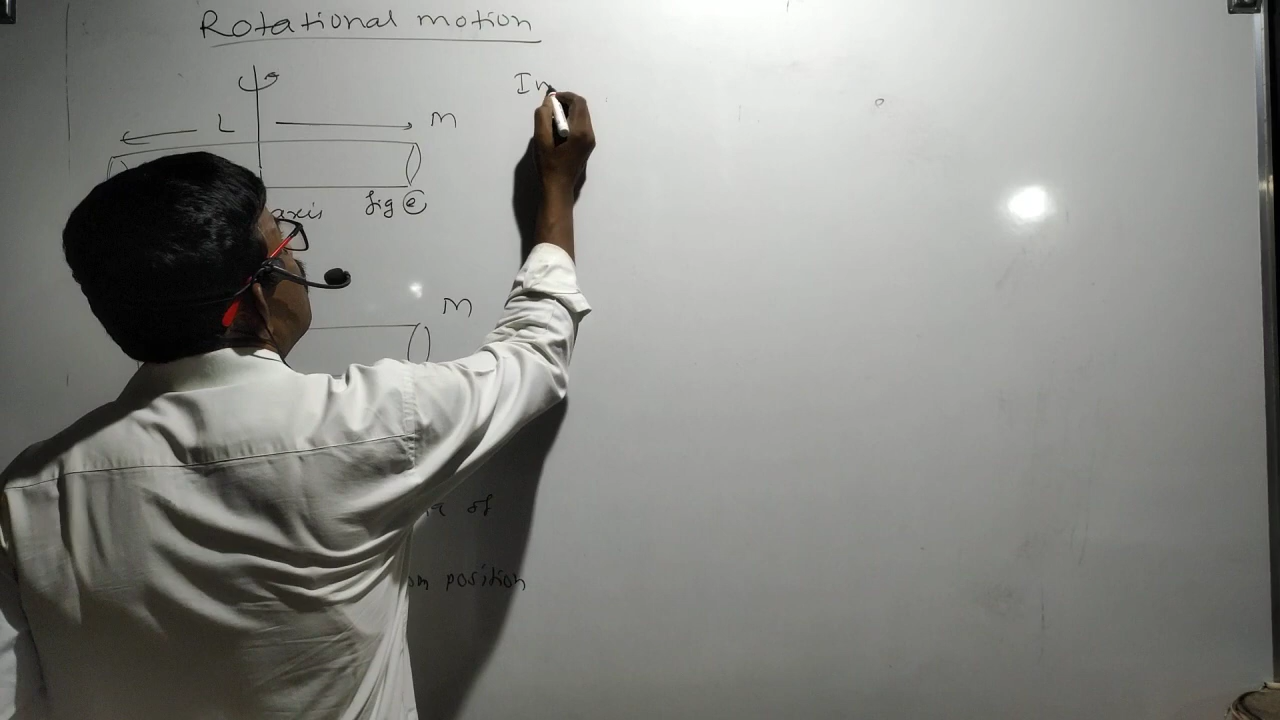 Rotational motion
In
L M
axis fig (e)
M
of
position